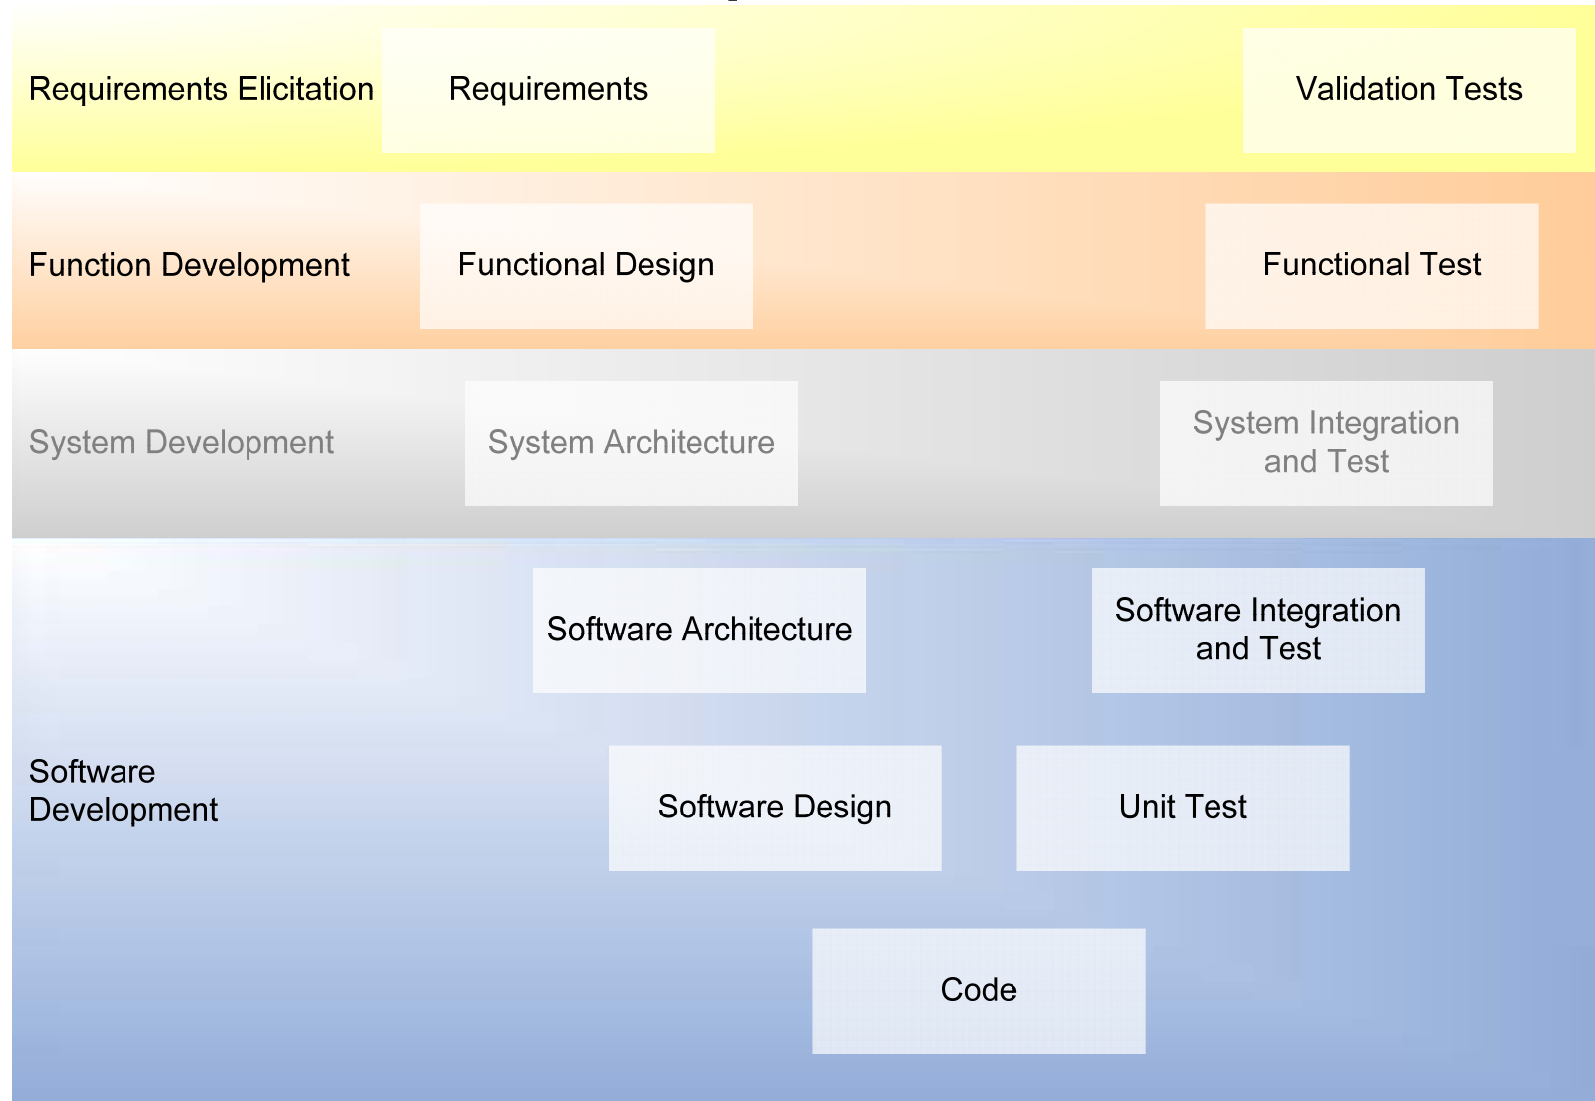 Requirements Elicitation
Requirements
Validation Tests
Function Development
Functional Design
Functional Test
System Development
System Architecture
System Integration
and Test
Software Architecture
Software Integration
and Test
Software
Development
Software Design
Unit Test
Code